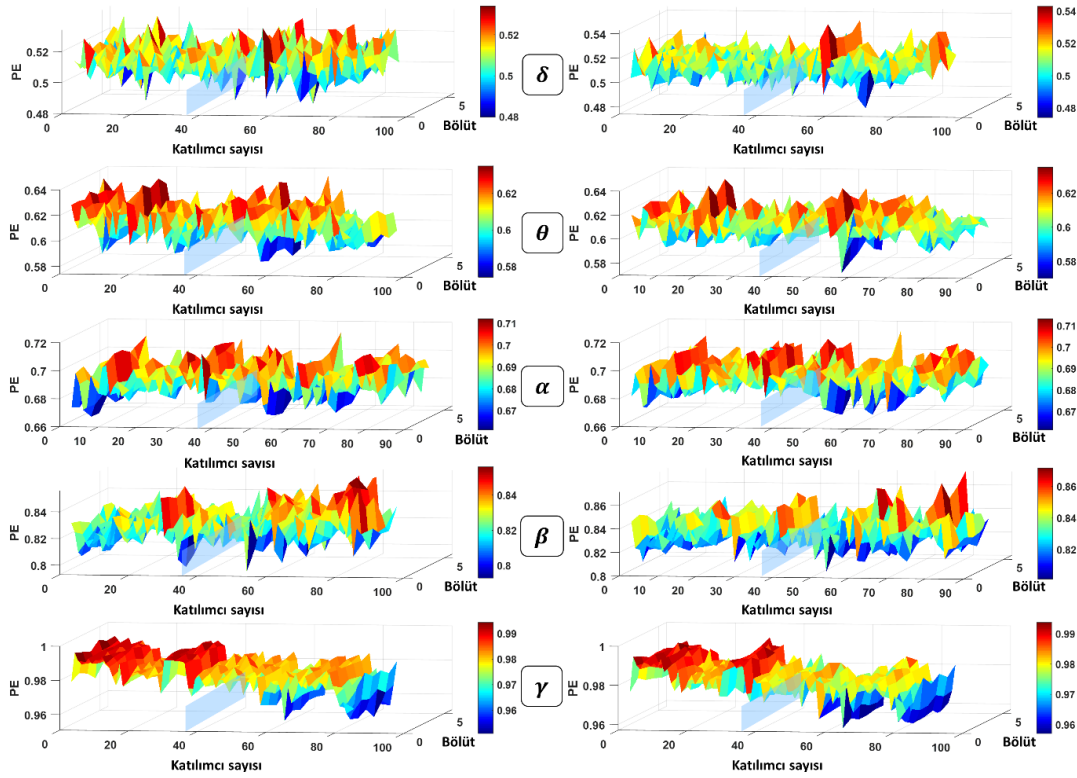 0.52
0.5
0.48
PE
0 20 40 60 80 100
0 5
Bölüt
Katılımcı sayısı
0.52
0.5
0.48
δ
0.54
0.52
0.5
0.48
PE
0 20 40 60 80 100
0 5
Bölüt
Katılımcı sayısı
0.54
0.53
0.52
0.51
0.5
0.49
0.48
0.64
0.62
0.6
0.58
PE
0 20 40 60 80 100
0 5
Bölüt
Katılımcı sayısı
0.62
0.6
0.58
θ
0.64
0.62
0.6
0.58
PE
10 20 30 40 50 60 70 80 90
0 5
Bölüt
Katılımcı sayısı
0.62
0.6
0.58
0.72
0.7
0.68
0.66
PE
10 20 30 40 50 60 70 80 90
0 5
Bölüt
Katılımcı sayısı
0.71
0.7
0.69
0.68
0.67
α
0.72
0.7
0.68
0.66
PE
10 20 30 40 50 60 70 80 90
0 5
Bölüt
Katılımcı sayısı
0.71
0.7
0.69
0.68
0.67
0.84
0.82
0.8
PE
0 20 40 60 80 100
0 5
Bölüt
Katılımcı sayısı
0.84
0.82
0.8
β
0.86
0.84
0.82
0.8
PE
0 10 20 30 40 50 60 70 80 90
0 5
Bölüt
Katılımcı sayısı
0.86
0.84
0.82
1
0.98
0.96
PE
0 20 40 60 80 100
0 5
Bölüt
Katılımcı sayısı
0.99
0.98
0.97
0.96
0.95
γ
1
0.98
0.96
PE
0 20 40 60 80 100
0 5
Bölüt
Katılımcı sayısı
0.99
0.98
0.97
0.96